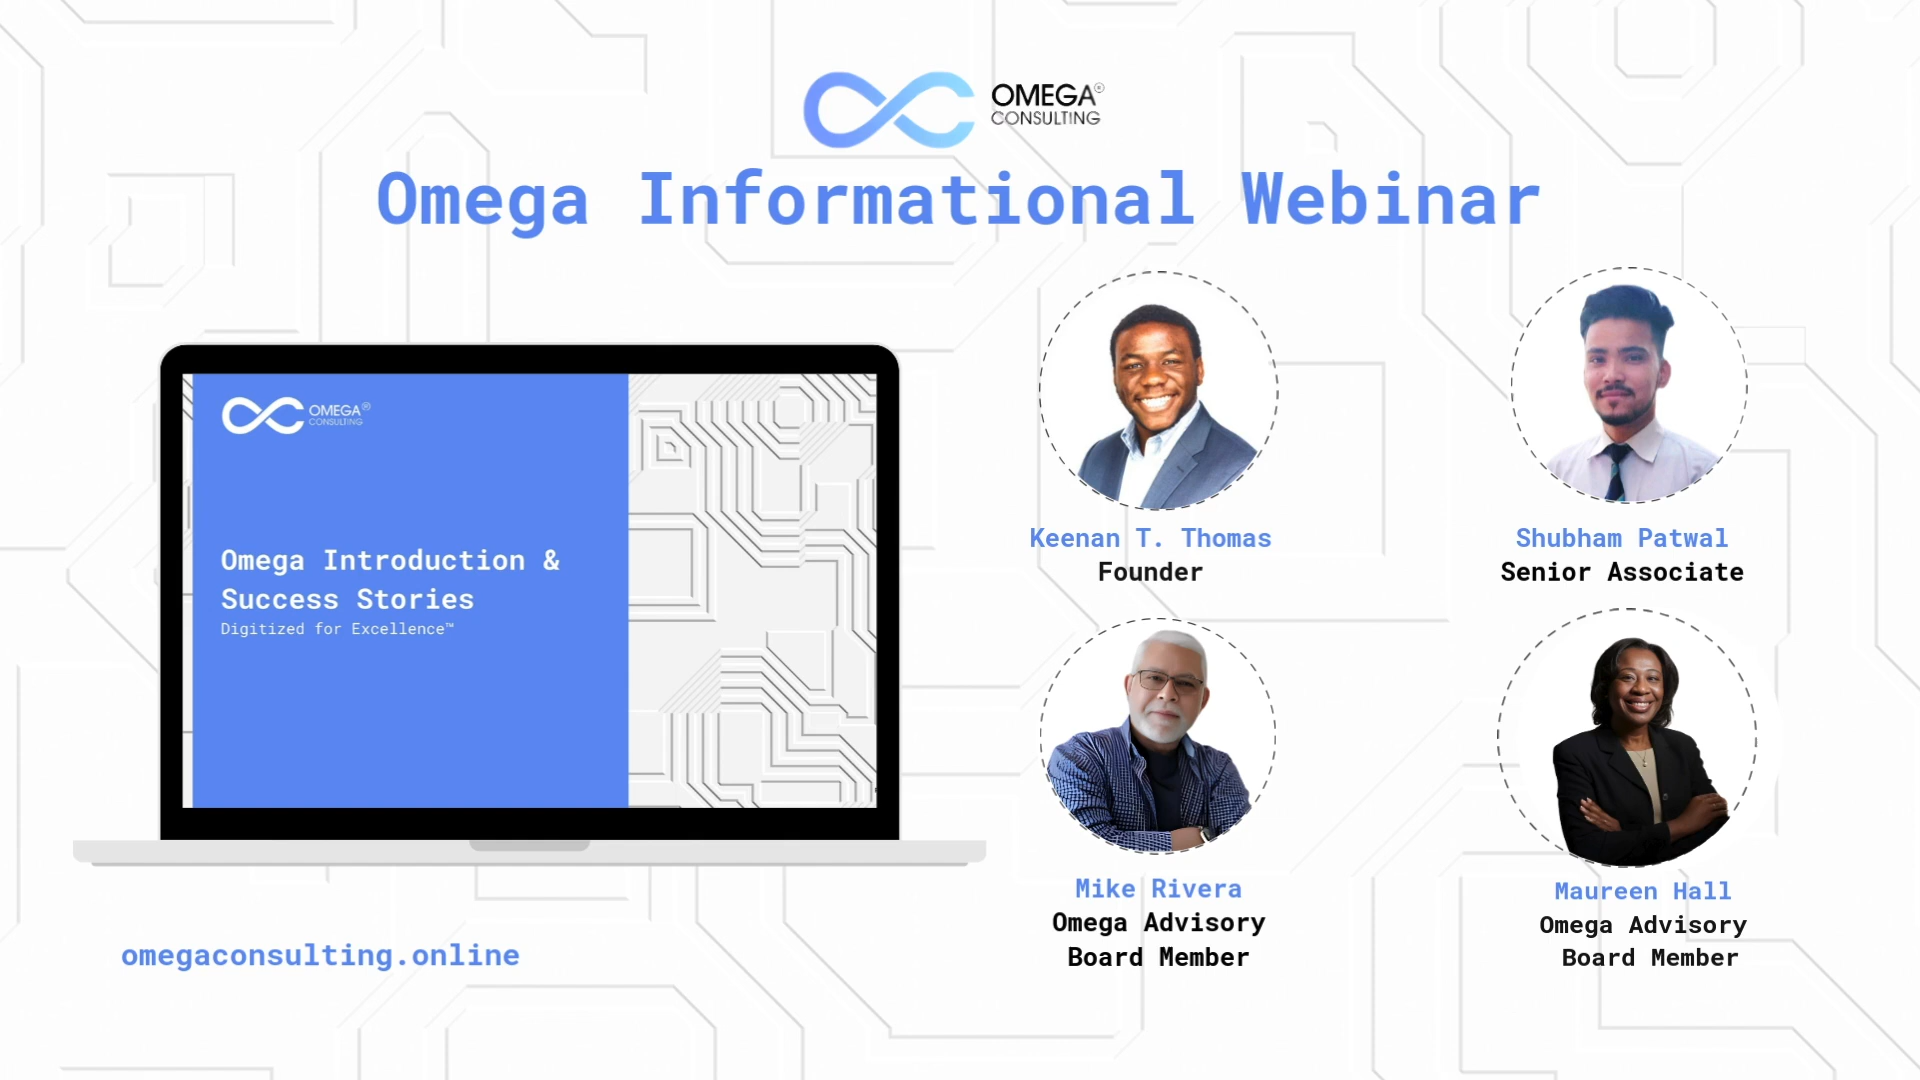 OMEGA®
CONSULTING
Omega Informational Webinar
OMEGA®
CONSULTING
Omega Introduction &
Success Stories
Digitized for Excellence™
omegaconsulting.online
Keenan T. Thomas
Founder
Shubham Patwal
Senior Associate
Mike Rivera
Omega Advisory
Board Member
Maureen Hall
Omega Advisory
Board Member